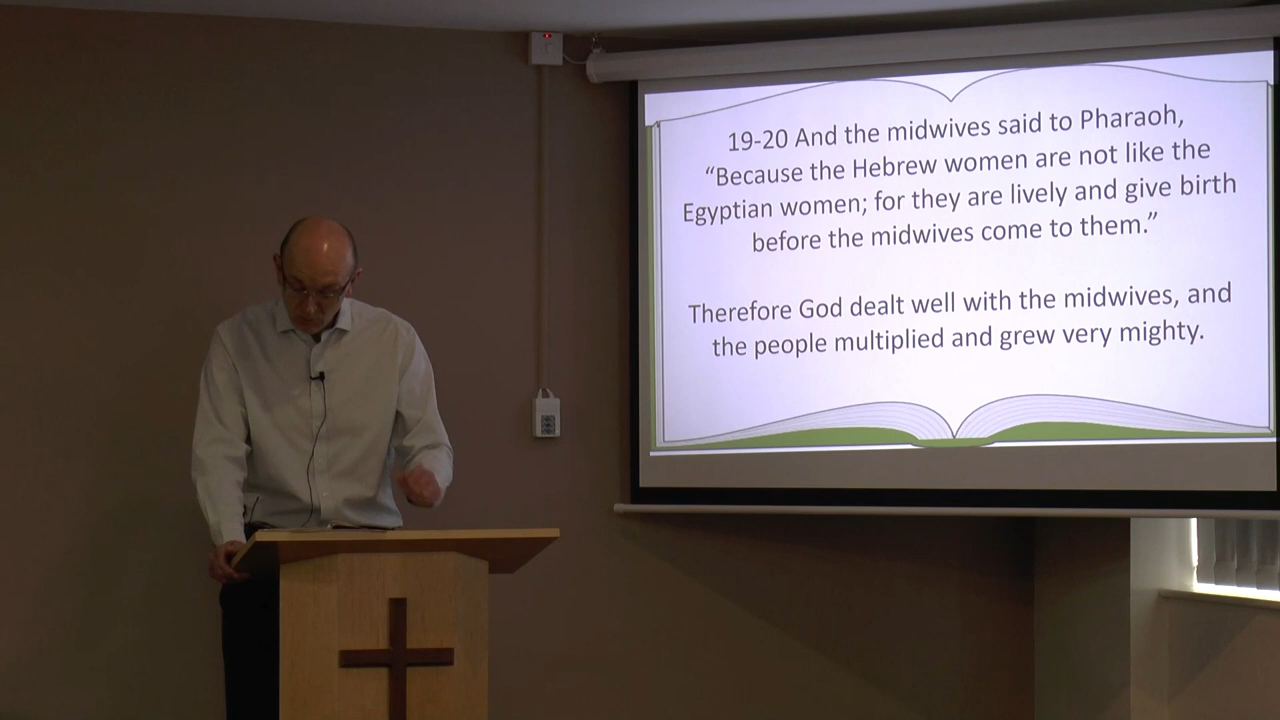 19-20 And the midwives said to Pharaoh,
“Because the Hebrew women are not like the
Egyptian women; for they are lively and give birth
before the midwives come to them.”
Therefore God dealt well with the midwives, and
the people multiplied and grew very mighty.